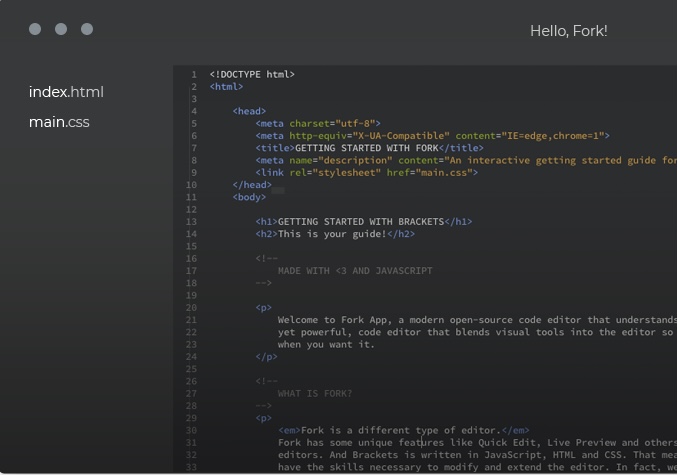 Hello, Fork!
index.html
main.css
1 <!DOCTYPE html>
2 <html>
3
4 <head>
5 <meta charset="utf-8">
6 <meta http-equiv="X-UA-Compatible" content="IE=edge,chrome=1">
7 <title>GETTING STARTED WITH FORK</title>
8 <meta name="description" content="An interactive getting started guide for
9 <link rel="stylesheet" href="main.css">
10 </head>
11 <body>
12
13 <h1>GETTING STARTED WITH BRACKETS</h1>
14 <h2>This is your guide!</h2>
15
16 <!--
17 MADE WITH <3 AND JAVASCRIPT
18 -->
19
20 <p>
21 Welcome to Fork App, a modern open-source code editor that understands
22 yet powerful, code editor that blends visual tools into the editor so
23 when you want it.
24 </p>
25
26 <!--
27 WHAT IS FORK?
28 -->
29 <p>
30 <em>Fork is a different type of editor.</em>
31 Fork has some unique features like Quick Edit, Live Preview and others
32 editors. And Brackets is written in JavaScript, HTML and CSS. That mea
33 have the skills necessary to modify and extend the editor. In fact, we